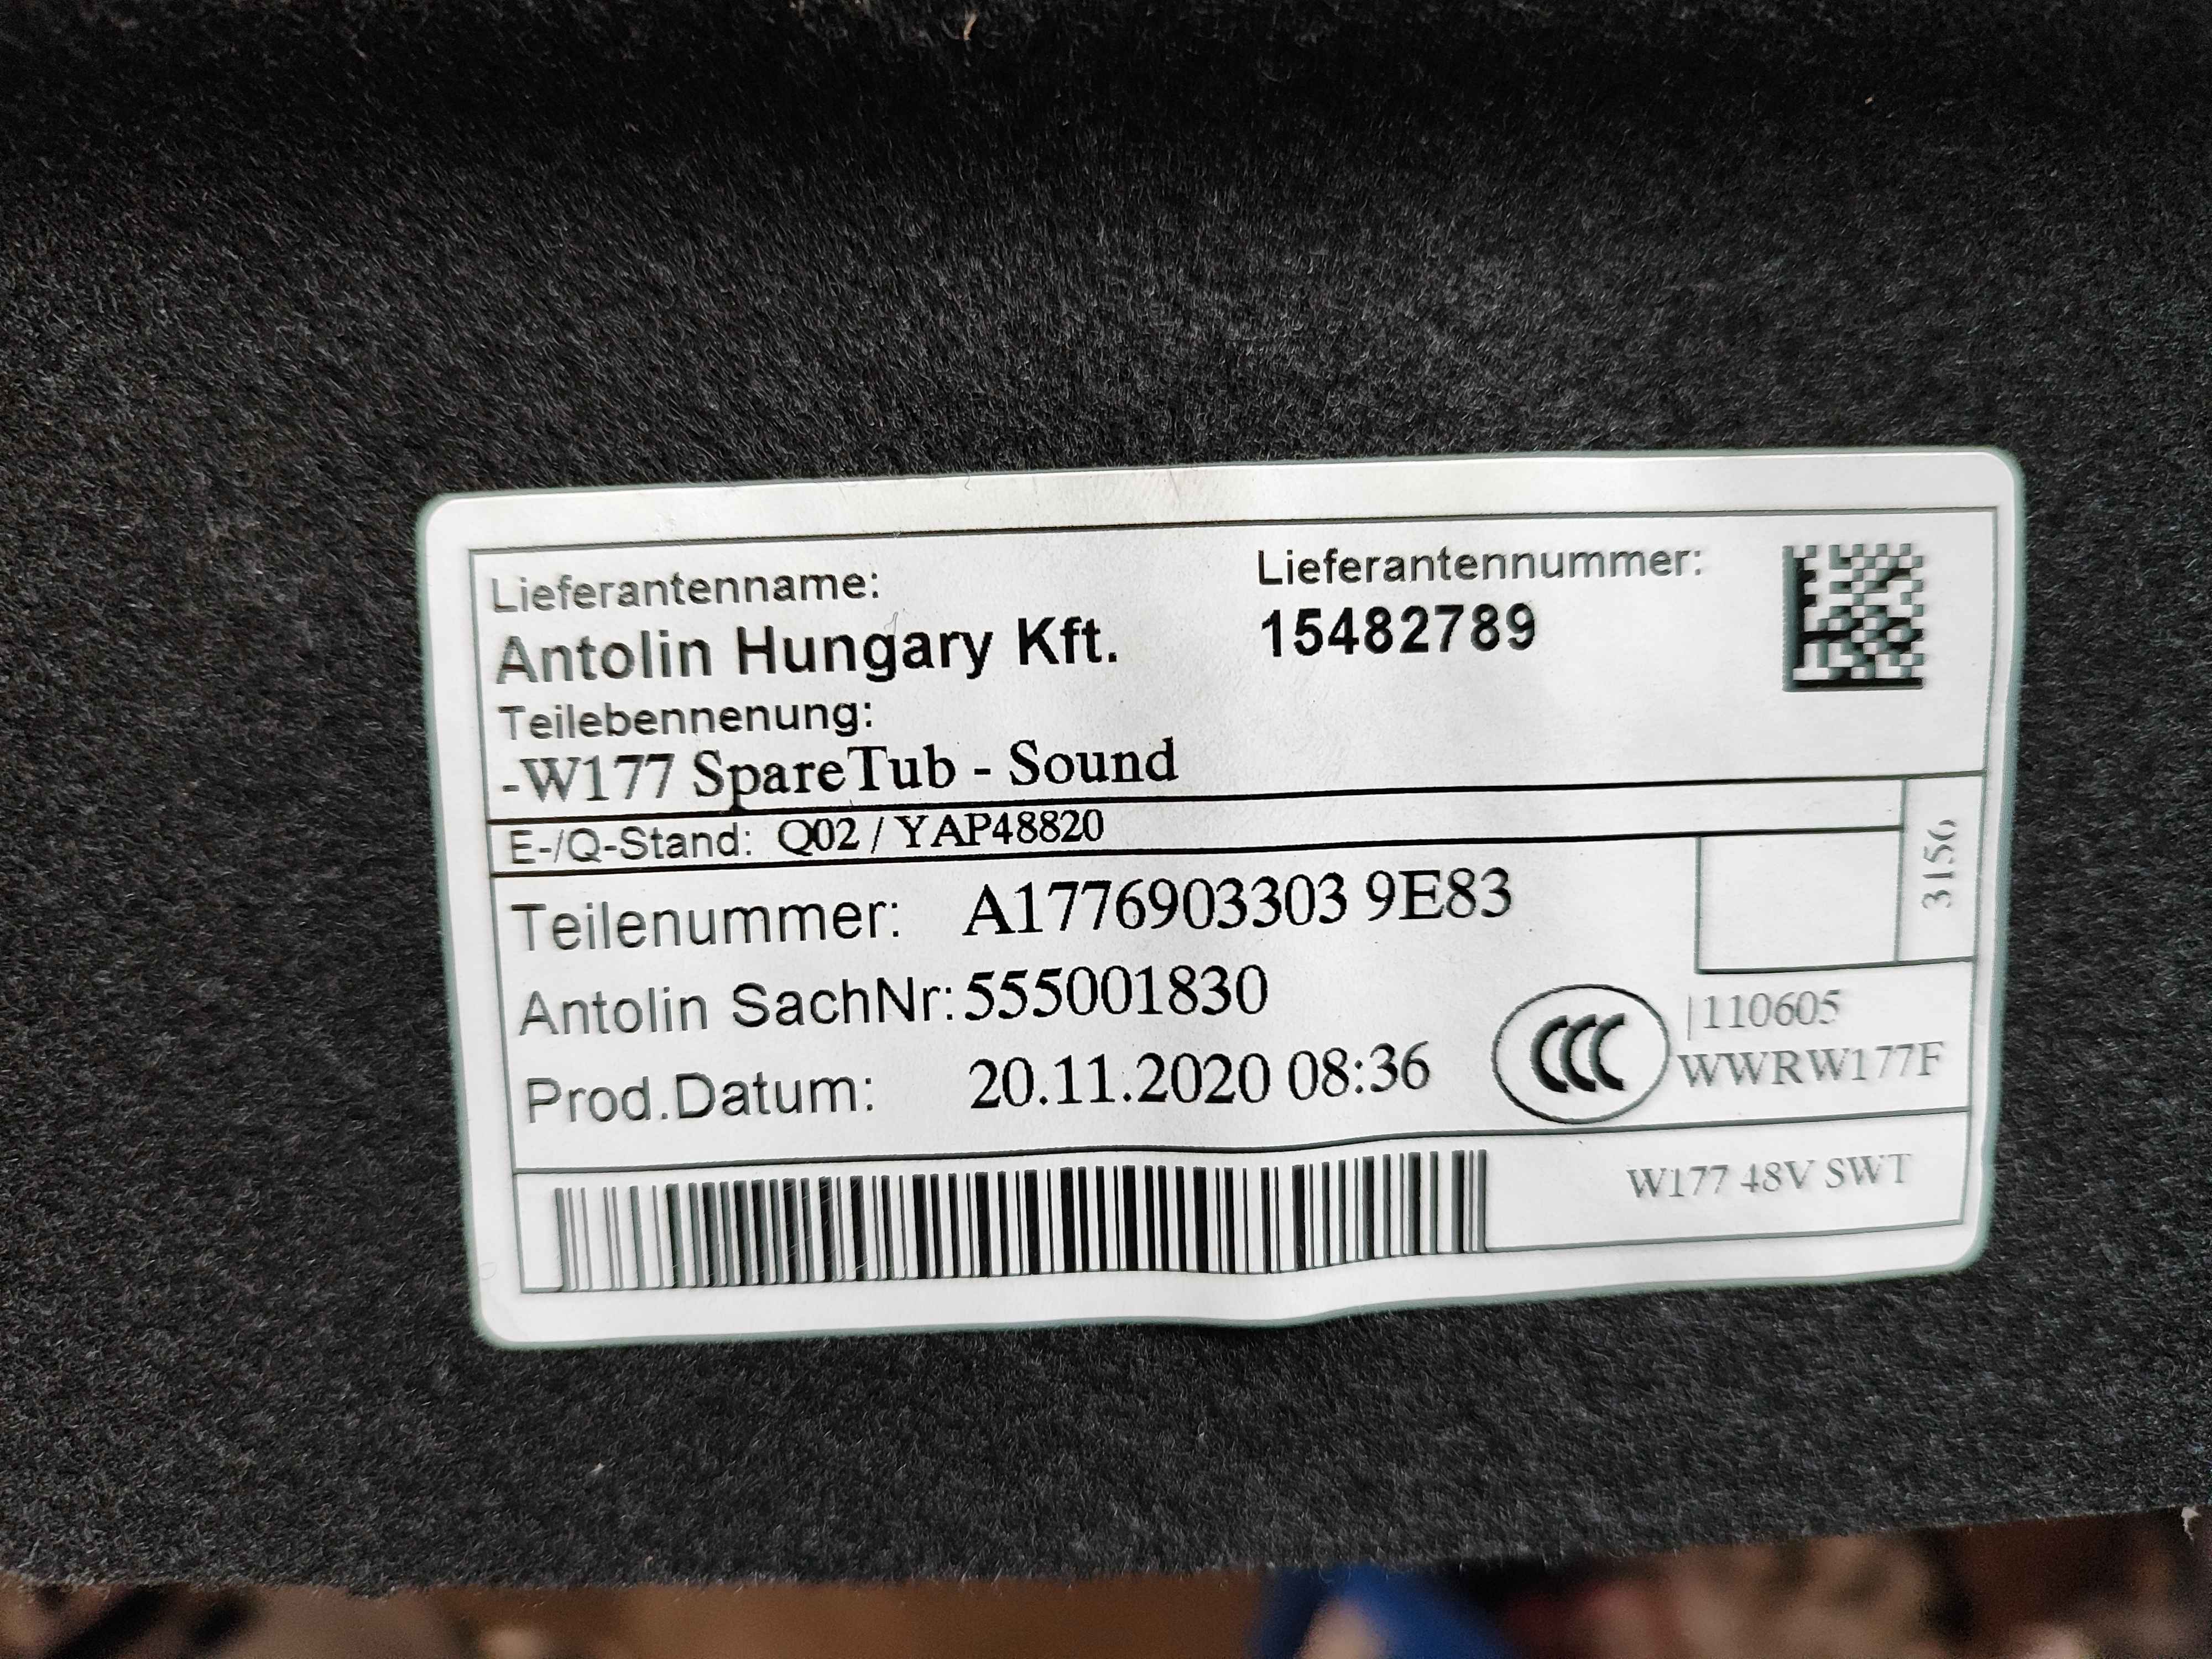 Lieferantenname:
Lieferantennummer:
Antolin Hungary Kft.
15482789
Teilebennenung:
-W177 SpareTub - Sound
E-/Q-Stand: Q02 / YAP48820
3156
Teilenummer: A1776903303 9E83
Antolin SachNr: 555001830
|110605
Prod.Datum: 20.11.2020 08:36
CCC
WWRW177F
W177 48V SWT